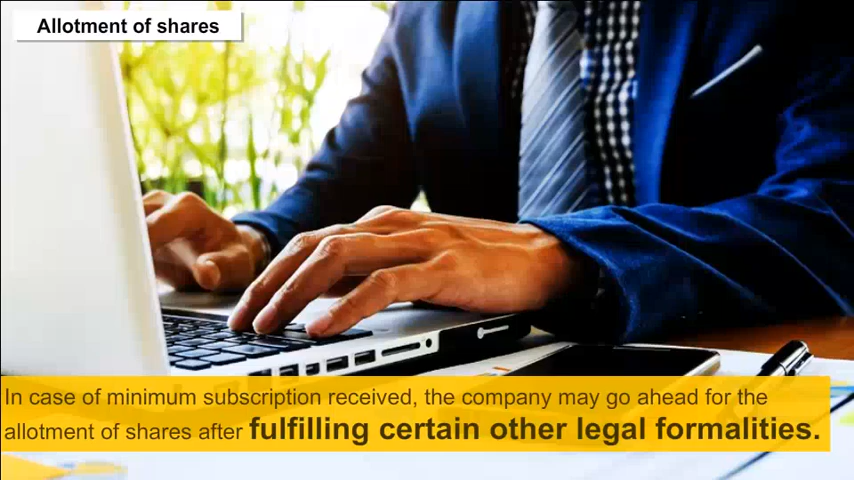 Allotment of shares
In case of minimum subscription received, the company may go ahead for the
allotment of shares after fulfilling certain other legal formalities.